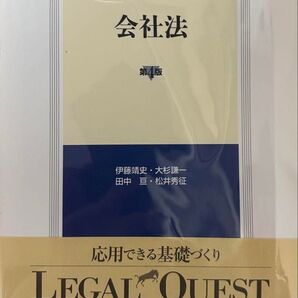 会社法
第4版
伊藤靖史・大杉謙一
田中 亘・松井秀征
応用できる基礎づくり
LEGAL QUEST